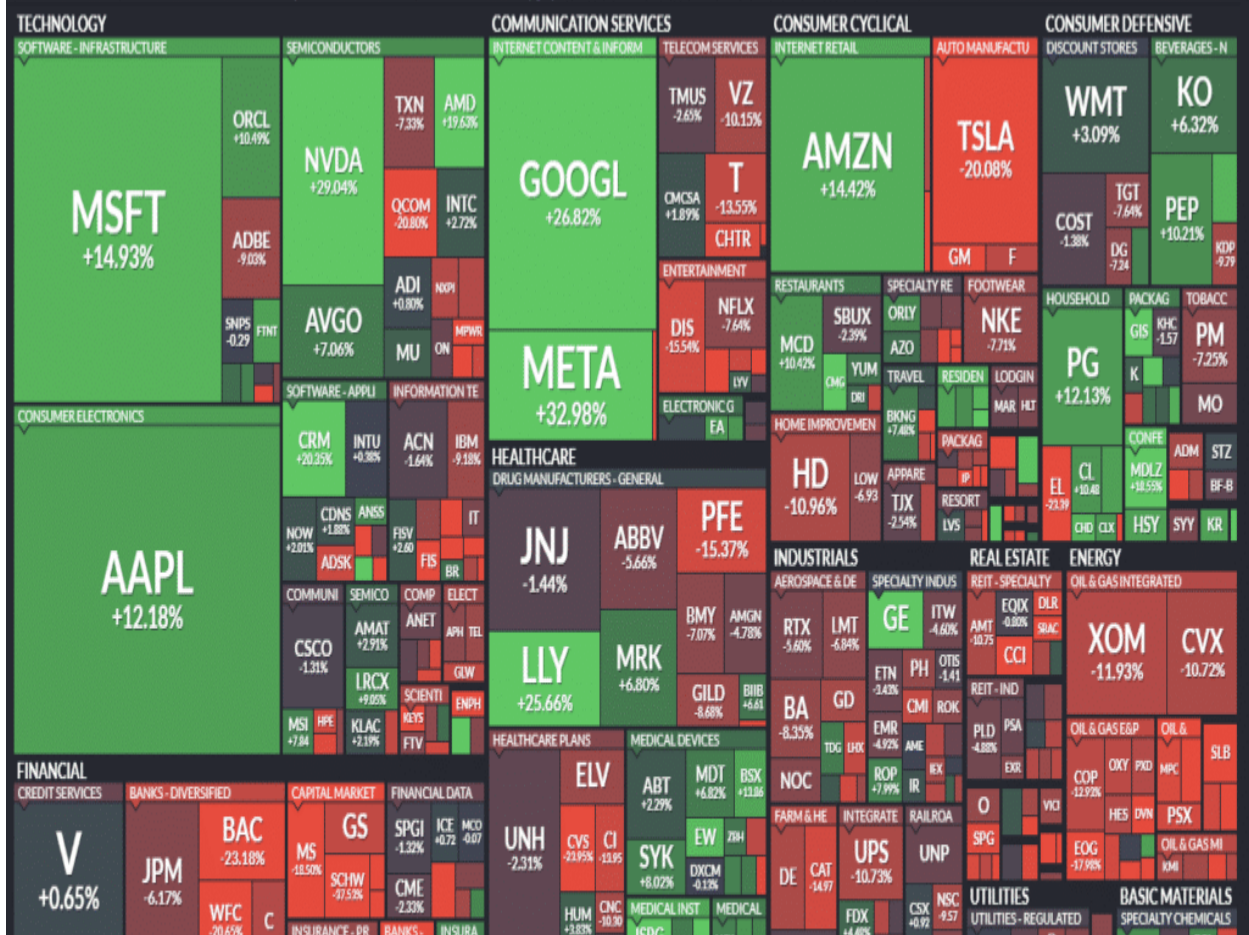 TECHNOLOGY
SOFTWARE - INFRASTRUCTURE
MSFT
+14.93%
ORCL
+10.49%
ADBE
-9.03%
SNPS
-0.29
FTNT
SEMICONDUCTORS
NVDA
+29.04%
TXN
-7.33%
AMD
+19.63%
QCOM
-20.80%
INTC
+2.72%
AVGO
+7.06%
ADI
+0.80%
NXPI
MU
ON
MPWR
CONSUMER ELECTRONICS
AAPL
+12.18%
SOFTWARE - APPLI
CRM
+20.35%
INTU
+0.38%
NOW
+2.01%
CDNS
+1.88%
ANSS
ADSK
INFORMATION TE
ACN
-1.64%
IBM
-9.18%
FISV
+2.60
IT
FIS
BR
COMMUNI
CSCO
-1.31%
MSI
+7.84
HPE
SEMICO
AMAT
+2.91%
LRCX
+9.05%
KLAC
+2.19%
COMP
ANET
ELECT
APH
TEL
GLW
SCIENTI
KEYS
FTV
ENPH
COMMUNICATION SERVICES
INTERNET CONTENT & INFORM
GOOGL
+26.82%
META
+32.98%
TELECOM SERVICES
TMUS
-2.65%
VZ
-10.15%
CMCSA
+1.89%
T
-13.55%
CHTR
ENTERTAINMENT
DIS
-15.54%
NFLX
-7.64%
LYV
ELECTRONIC G
EA
CONSUMER CYCLICAL
INTERNET RETAIL
AMZN
+14.42%
AUTO MANUFACTU
TSLA
-20.08%
GM
F
RESTAURANTS
MCD
+10.42%
SBUX
-2.39%
CMG
YUM
DRI
SPECIALTY RE
ORLY
AZO
FOOTWEAR
NKE
-7.71%
TRAVEL
BKNG
+7.48%
RESIDEN
LODGIN
MAR
HLT
HOME IMPROVEMEN
HD
-10.96%
LOW
-6.93
PACKAG
IP
APPARE
TJX
-2.54%
RESORT
LVS
CONSUMER DEFENSIVE
DISCOUNT STORES
WMT
+3.09%
COST
-1.38%
TGT
-7.64%
DG
-7.24
BEVERAGES - N
KO
+6.32%
PEP
+10.21%
KDP
-9.79
HOUSEHOLD
PG
+12.13%
EL
-23.39
CL
+10.48
CHD
CLX
PACKAG
GIS
KHC
-1.57
K
TOBACC
PM
-7.25%
MO
CONFE
MDLZ
+10.55%
HSY
ADM
STZ
BF-B
SYY
KR
HEALTHCARE
DRUG MANUFACTURERS - GENERAL
JNJ
-1.44%
ABBV
-5.66%
PFE
-15.37%
LLY
+25.66%
MRK
+6.80%
BMY
-7.07%
AMGN
-4.78%
GILD
-8.68%
BIIB
+6.61
HEALTHCARE PLANS
UNH
-2.31%
ELV
CVS
-23.95%
CI
-13.95
HUM
+3.83%
CNC
-10.30
MEDICAL DEVICES
ABT
+2.29%
MDT
+6.82%
BSX
+13.86
SYK
+8.02%
EW
ZBH
DXCM
-0.13%
MEDICAL INST
ISRG
MEDICAL
INDUSTRIALS
AEROSPACE & DE
RTX
-5.60%
LMT
-6.84%
BA
-8.35%
GD
TDG
LHX
NOC
SPECIALTY INDUS
GE
ITW
-4.60%
ETN
-3.43%
PH
OTIS
-1.41
CMI
ROK
EMR
-4.92%
AME
ROP
+7.99%
IR
IEX
FARM & HE
DE
CAT
-14.97
INTEGRATE
UPS
-10.73%
FDX
RAILROA
UNP
CSX
+0.92
NSC
-9.57
REAL ESTATE
REIT - SPECIALTY
AMT
-10.75
EQIX
-0.80%
DLR
SBAC
CCI
REIT - IND
PLD
-4.88%
PSA
EXR
O
SPG
VICI
ENERGY
OIL & GAS INTEGRATED
XOM
-11.93%
CVX
-10.72%
OIL & GAS E&P
COP
-12.92%
OXY
PXD
HES
DVN
EOG
-17.98%
OIL &
MPC
PSX
SLB
OIL & GAS MI
KMI
FINANCIAL
CREDIT SERVICES
V
+0.65%
BANKS - DIVERSIFIED
JPM
-6.17%
BAC
-23.18%
WFC
-20.65%
C
CAPITAL MARKET
MS
-18.50%
GS
SCHW
-37.53%
FINANCIAL DATA
SPGI
-1.32%
ICE
+0.72
MCO
-0.07
CME
-2.33%
INSURANCE - PR
BANKS -
INSURA
UTILITIES
UTILITIES - REGULATED
BASIC MATERIALS
SPECIALTY CHEMICALS